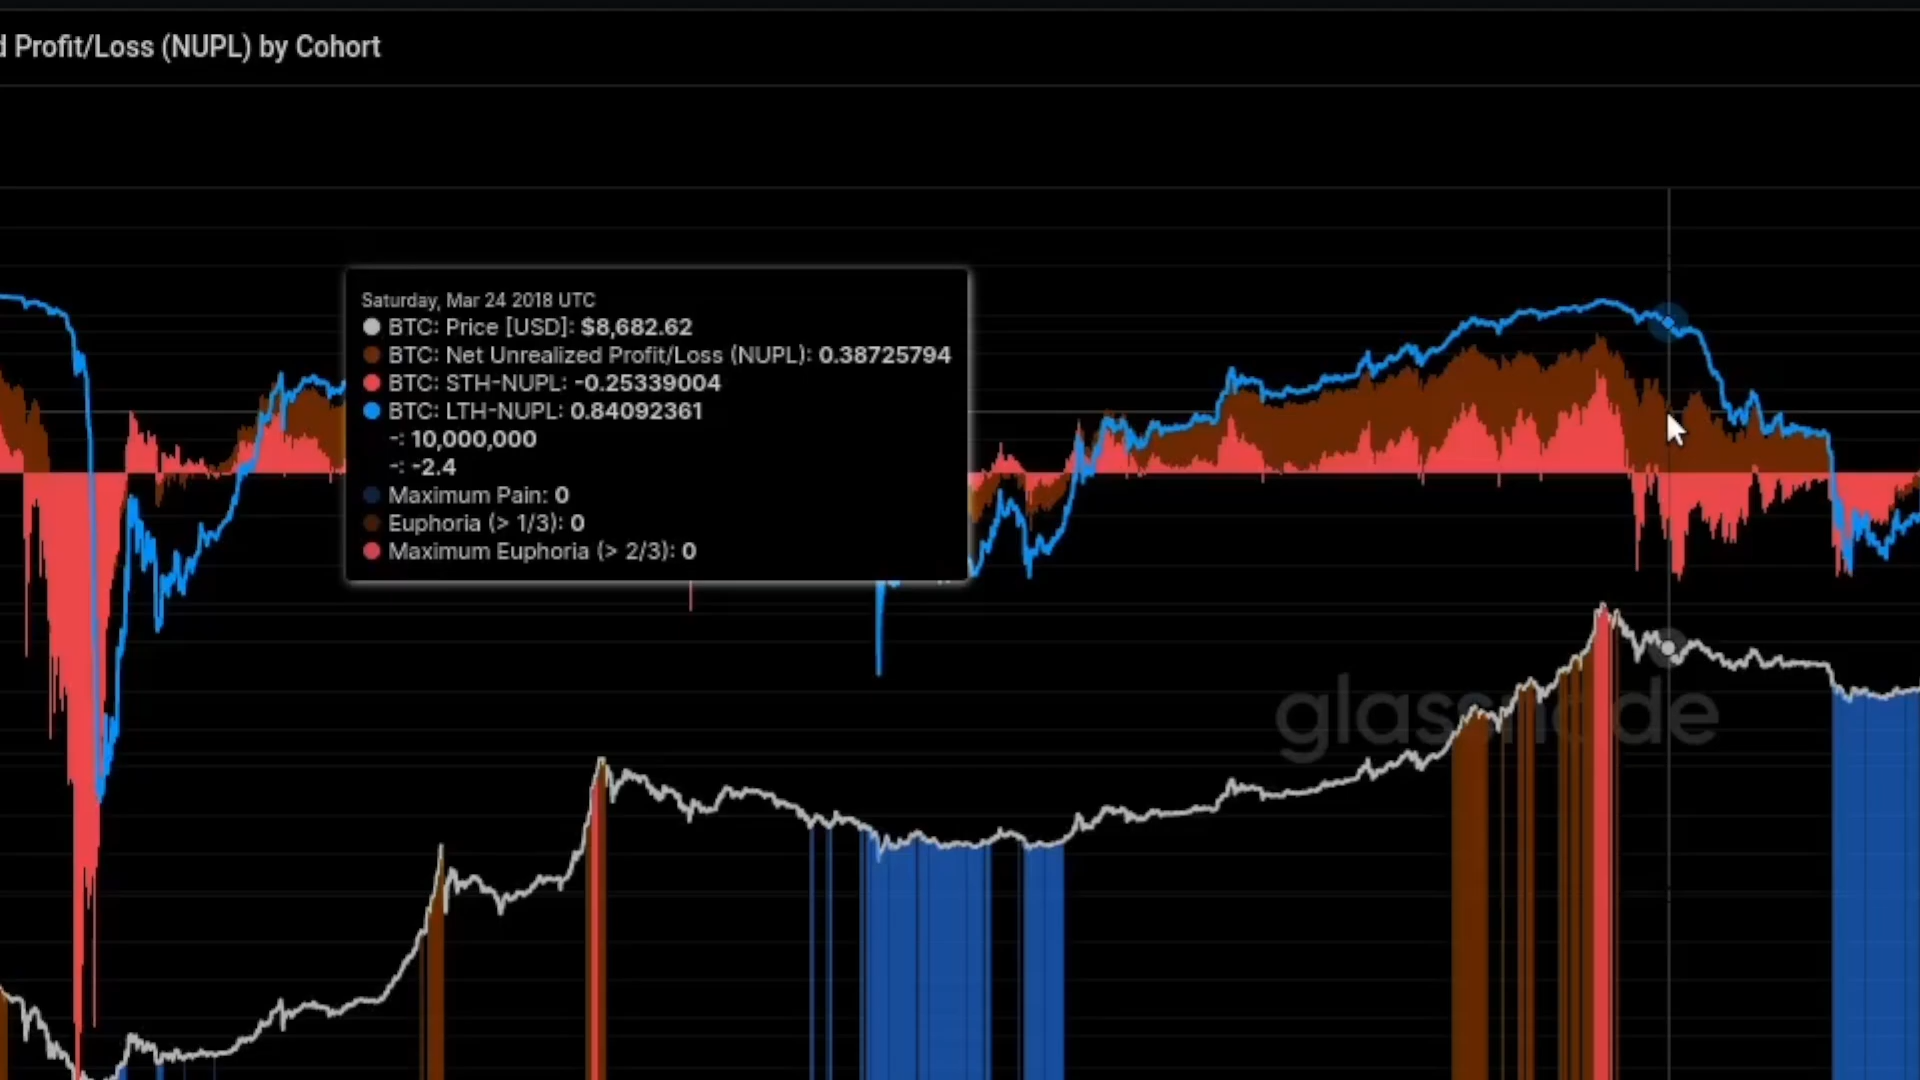 d Profit/Loss (NUPL) by Cohort
Saturday, Mar 24 2018 UTC
BTC: Price [USD]: $8,682.62
BTC: Net Unrealized Profit/Loss (NUPL): 0.38725794
BTC: STH-NUPL: -0.25339004
BTC: LTH-NUPL: 0.84092361
-: 10,000,000
-: -2.4
Maximum Pain: 0
Euphoria (> 1/3): 0
Maximum Euphoria (> 2/3): 0
glassnode